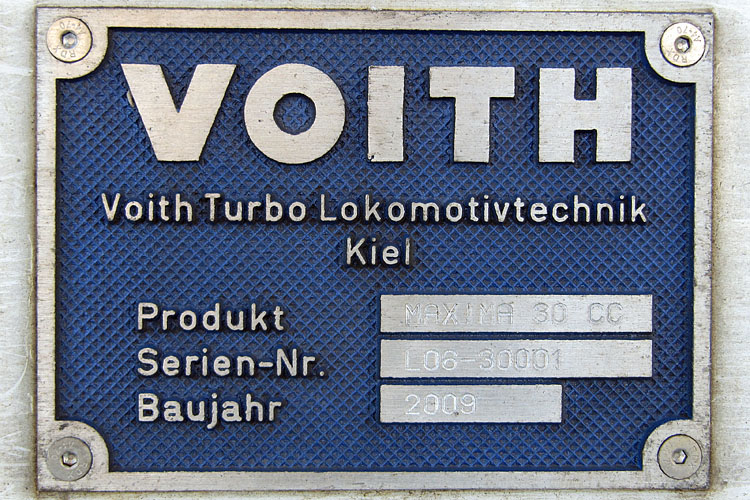 VOITH
Voith Turbo Lokomotivtechnik
Kiel
Produkt MAXIMA 30 CC
Serien-Nr. L06-30001
Baujahr 2009